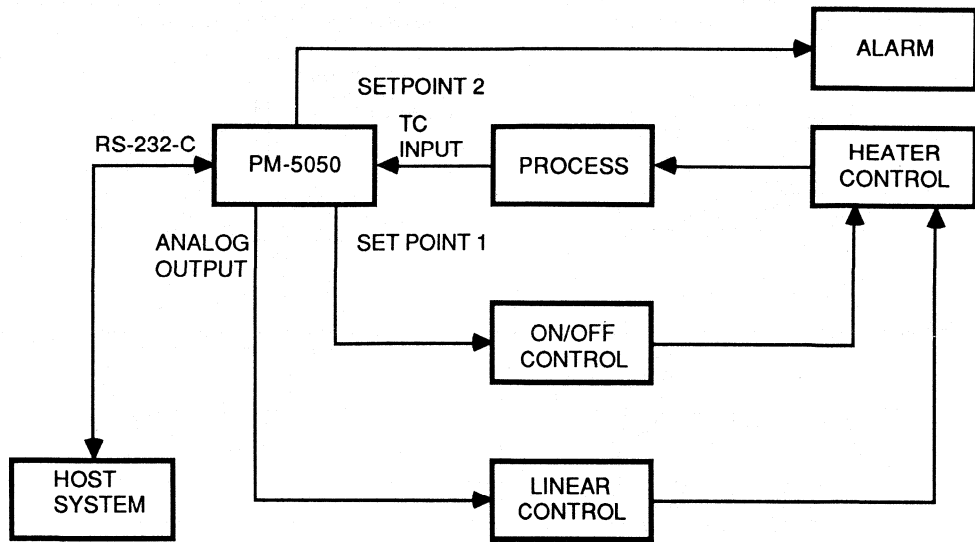 ALARM
SETPOINT 2
RS-232-C
PM-5050
TC
INPUT
PROCESS
HEATER
CONTROL
ANALOG
OUTPUT
SET POINT 1
ON/OFF
CONTROL
HOST
SYSTEM
LINEAR
CONTROL